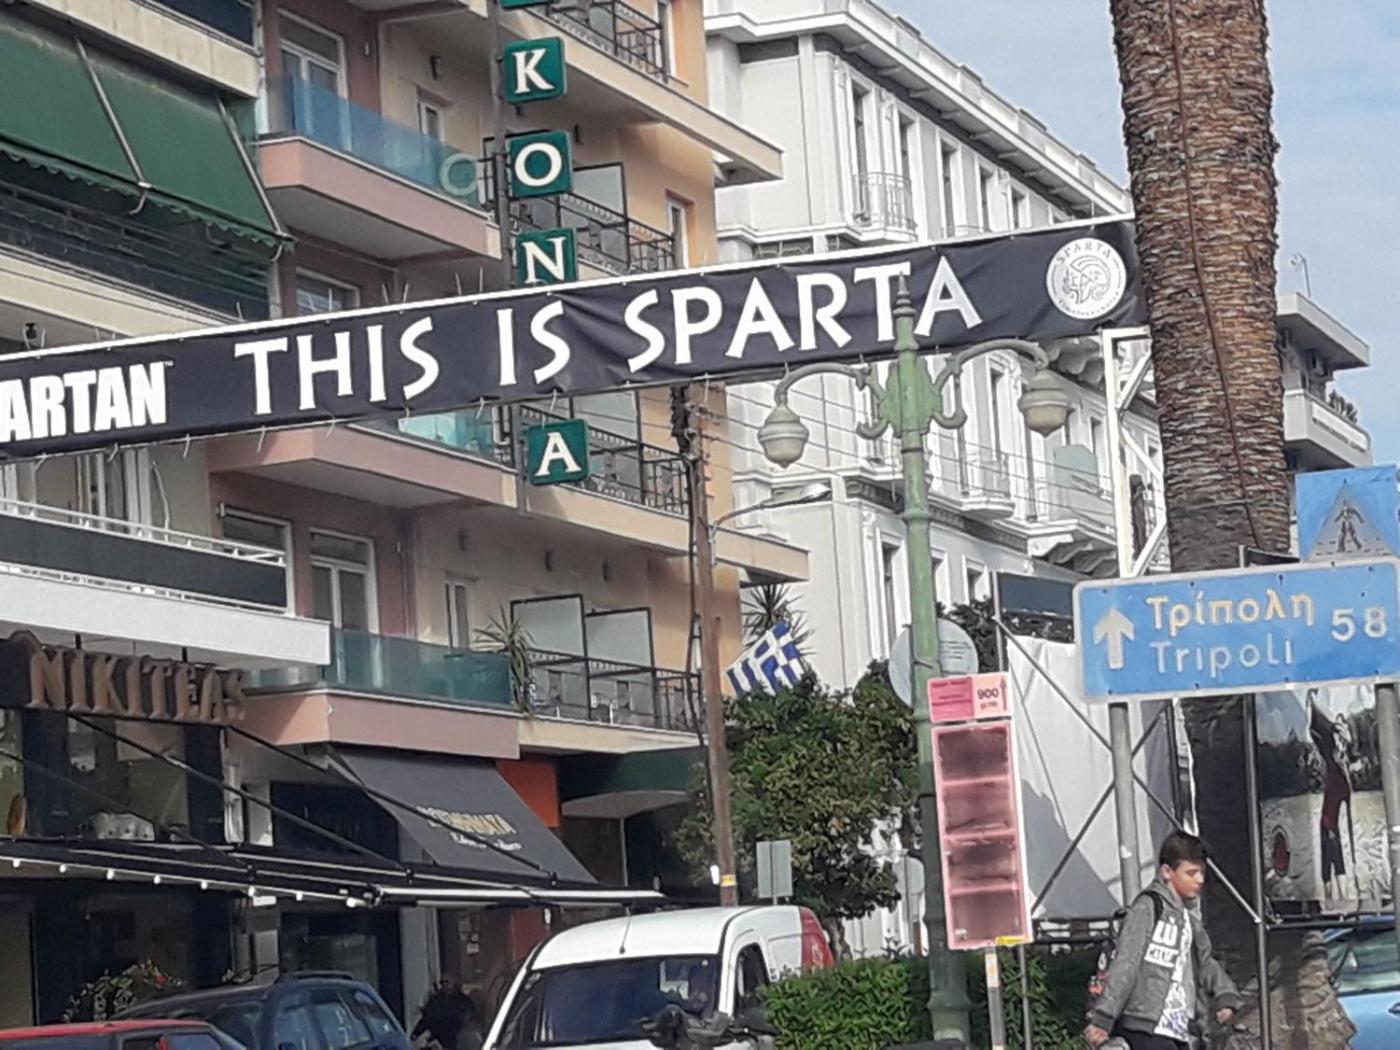 K
O
N
A
ARTAN
THIS IS SPARTA
SPARTA
NIKITEAS
Τρίπολη
Tripoli
58
900